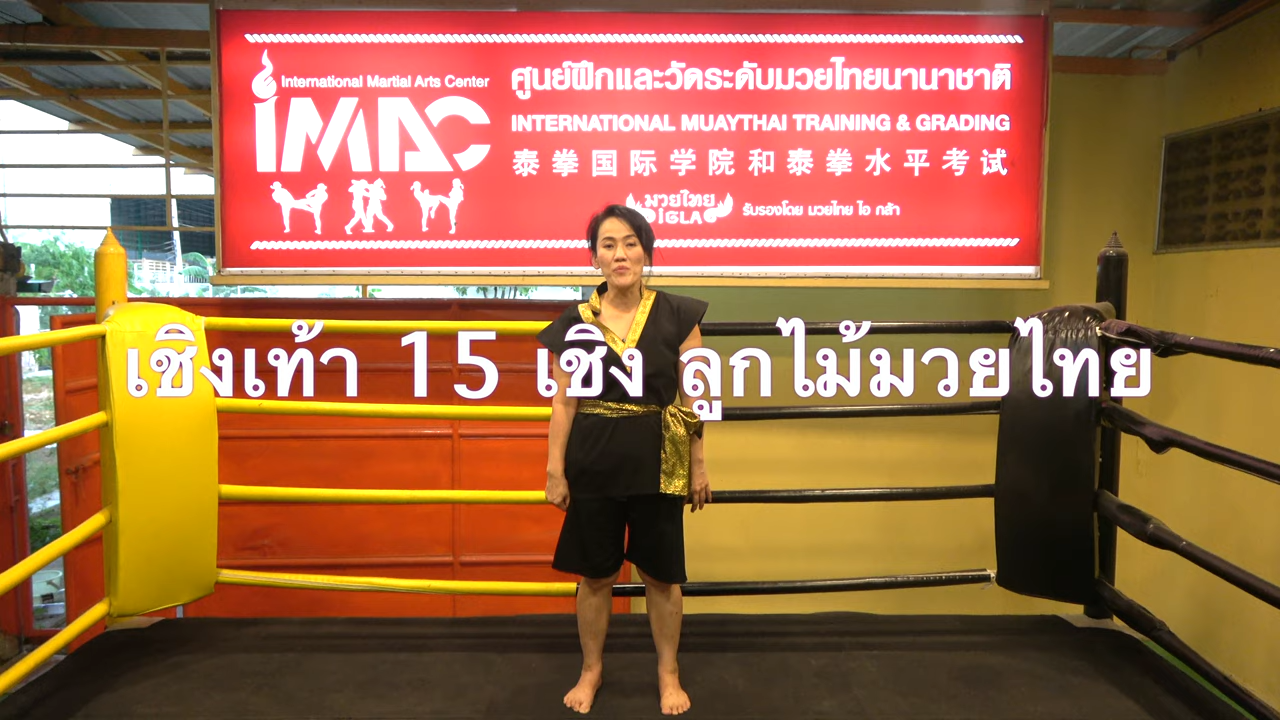 International Martial Arts Center
iMAC
ศูนย์ฝึกและวัดระดับมวยไทยนานาชาติ
INTERNATIONAL MUAYTHAI TRAINING & GRADING
泰拳国际学院和泰拳水平考试
มวยไทย
iGLA
รับรองโดย มวยไทย ไอ กล้า
เชิงเท้า 15 เชิง ลูกไม้มวยไทย